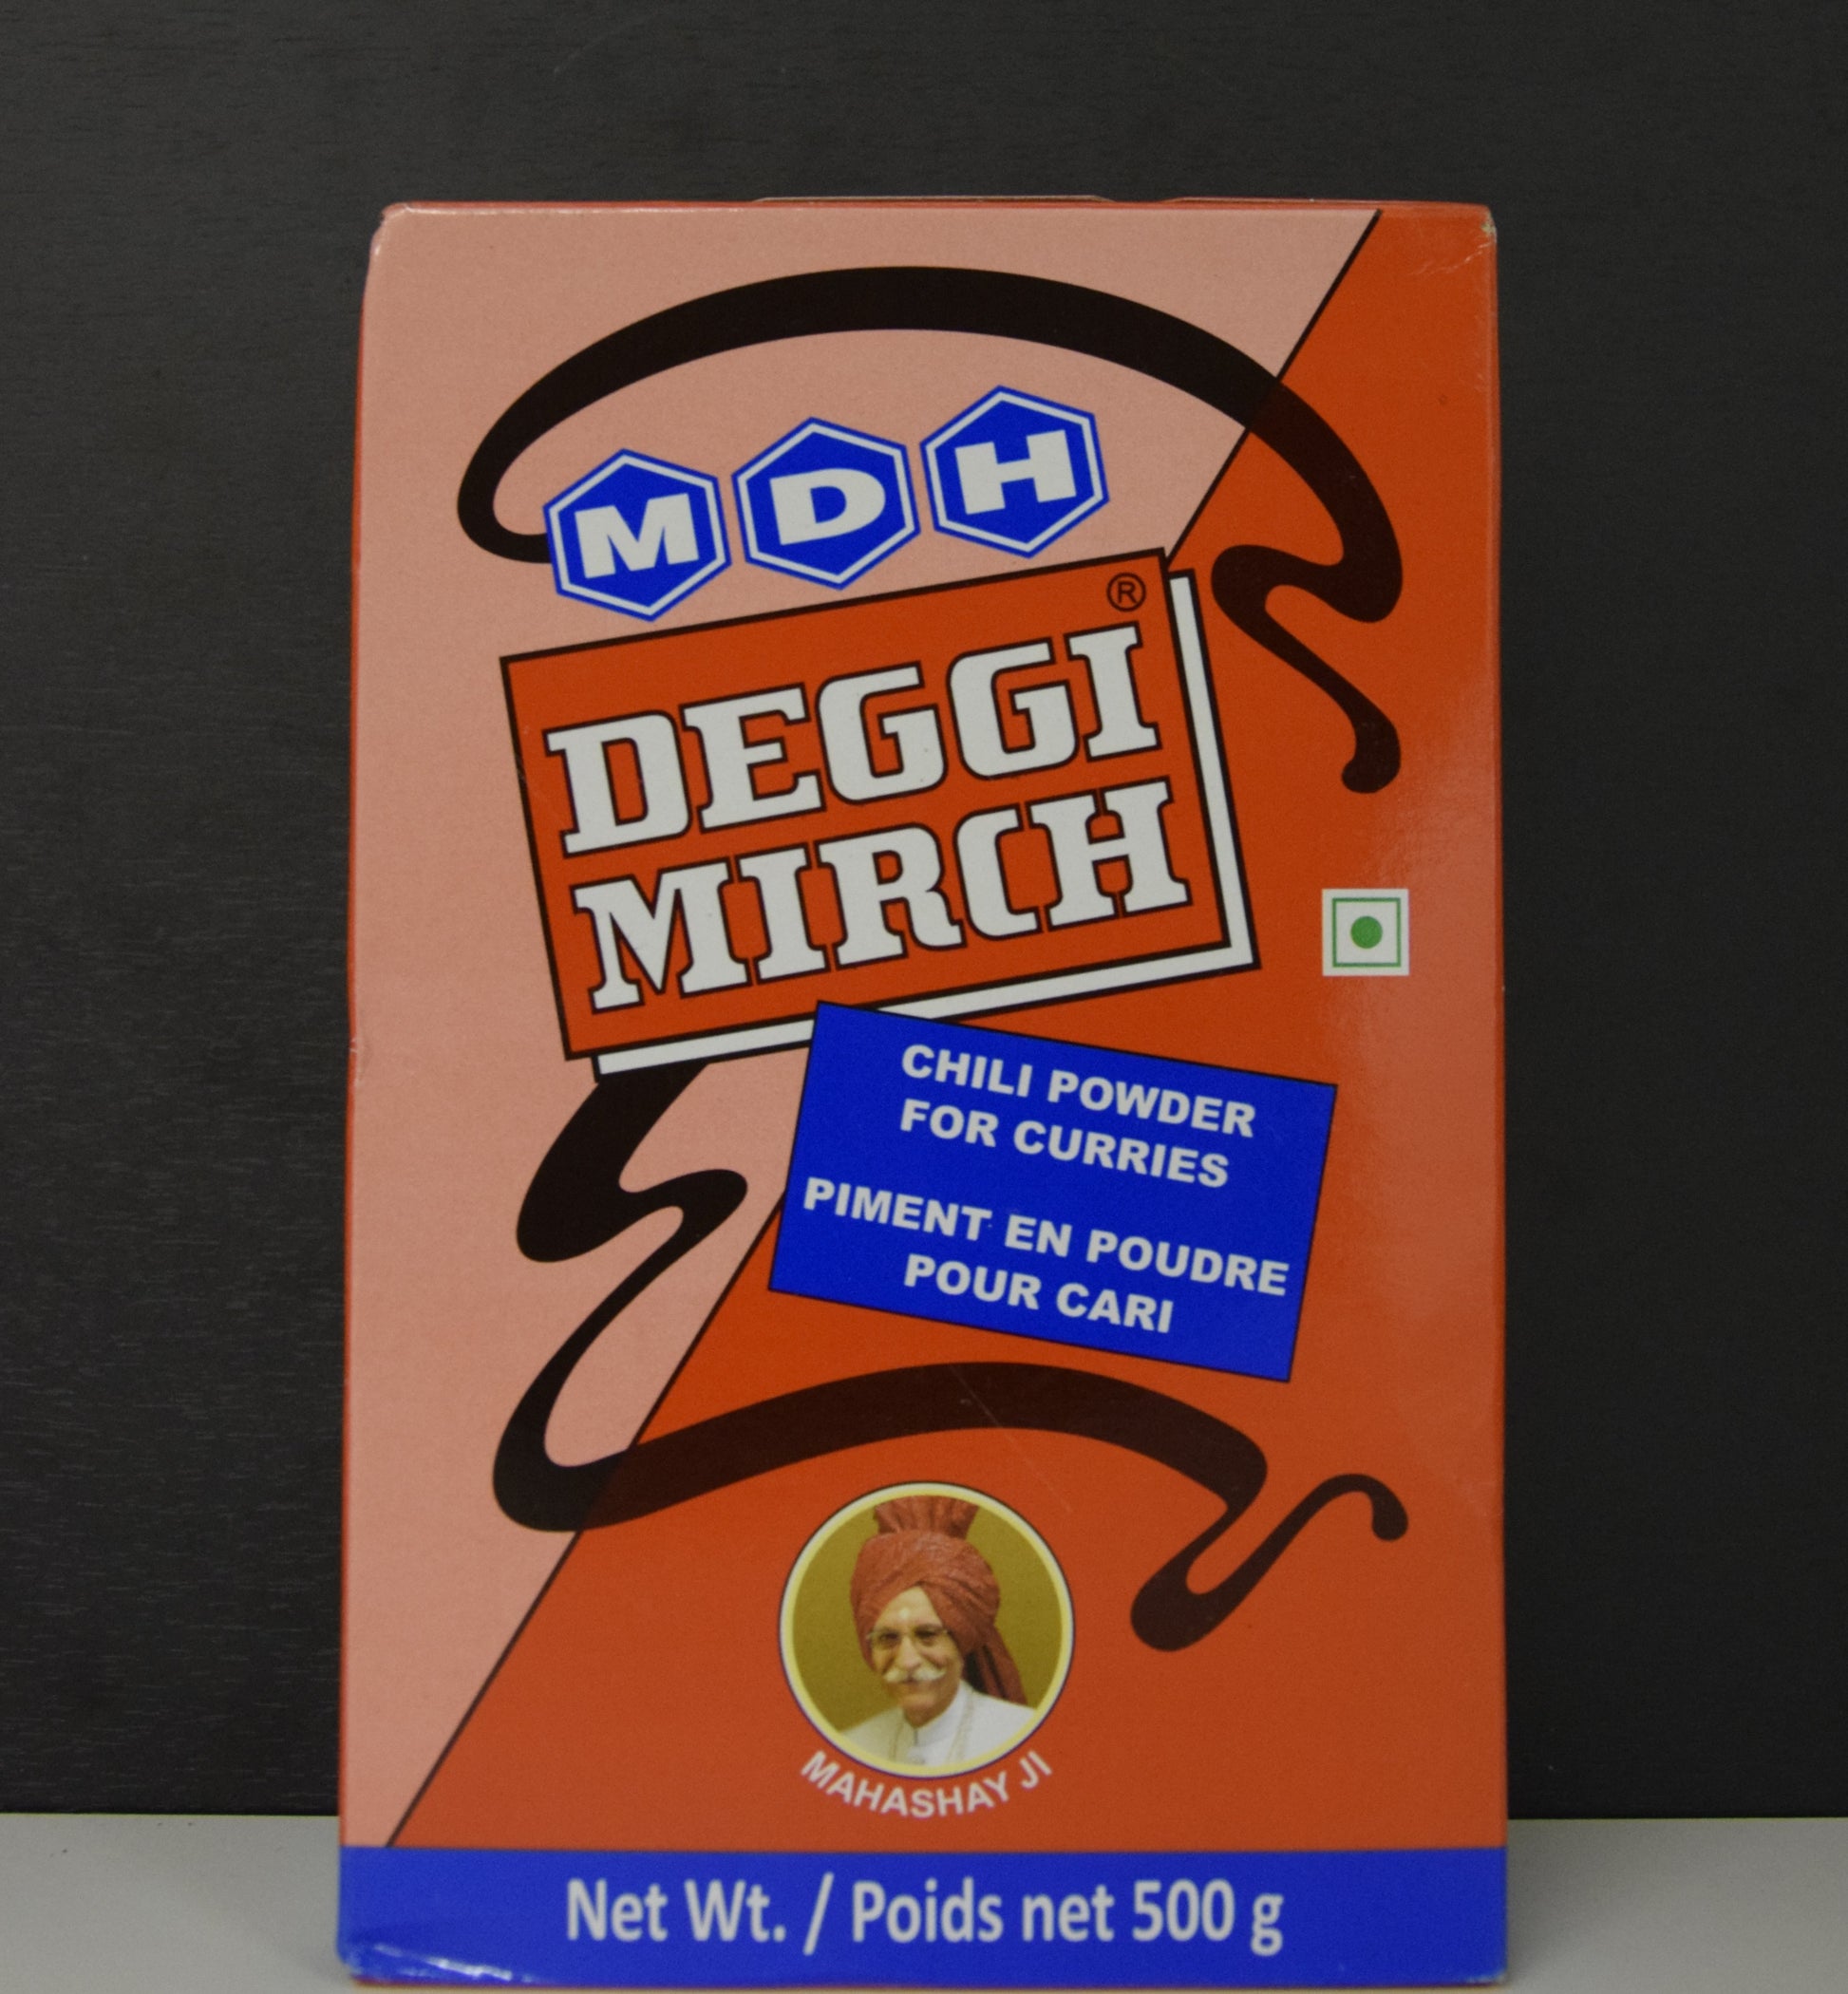 MDH
®
DEGGI
MIRCH
CHILI POWDER
FOR CURRIES
PIMENT EN POUDRE
POUR CARI
MAHASHAY JI
Net Wt. / Poids net 500 g